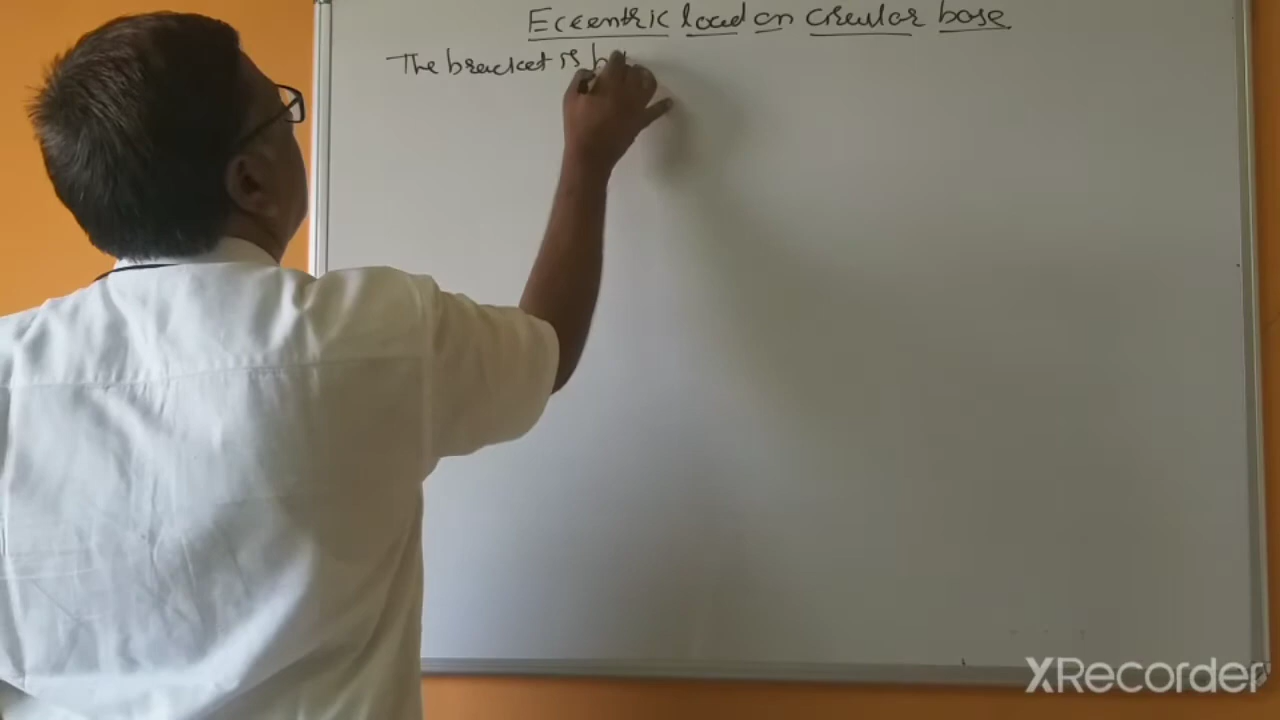 Eccentric load on circular base
The bracket is b
XRecorder